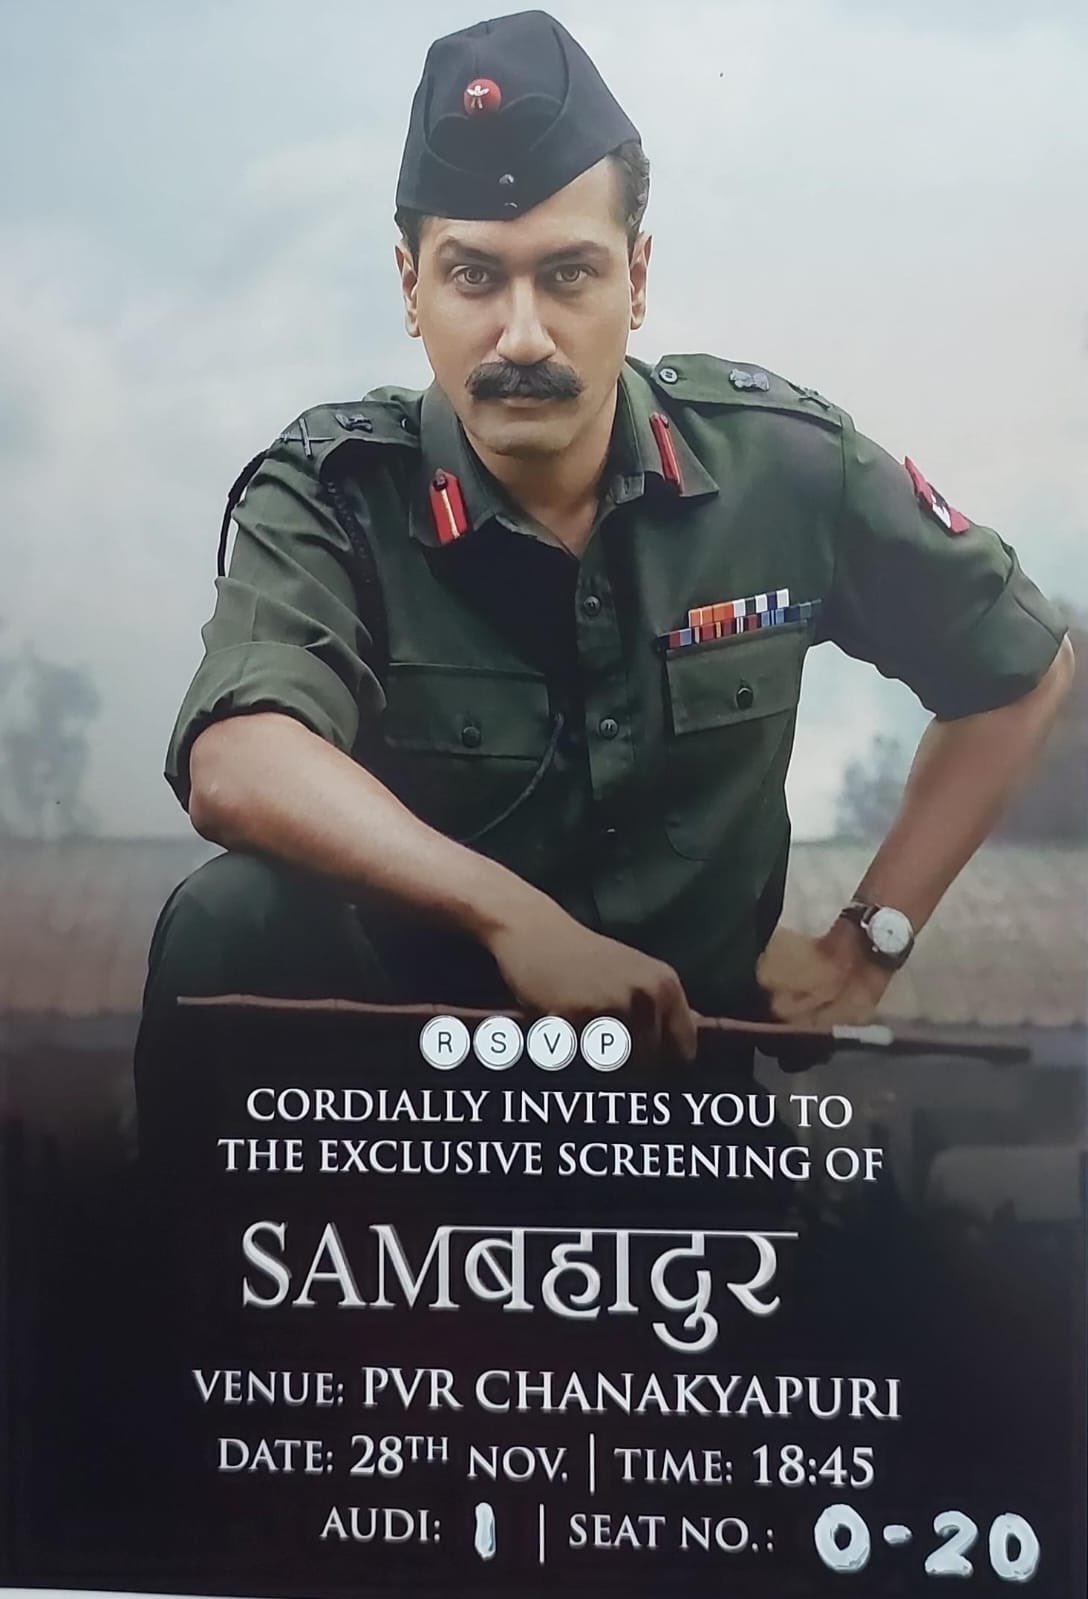 RSVP
CORDIALLY INVITES YOU TO
THE EXCLUSIVE SCREENING OF
SAMबहादुर
VENUE: PVR CHANAKYAPURI
DATE: 28TH NOV. | TIME: 18:45
AUDI: 1 | SEAT NO.: O-20